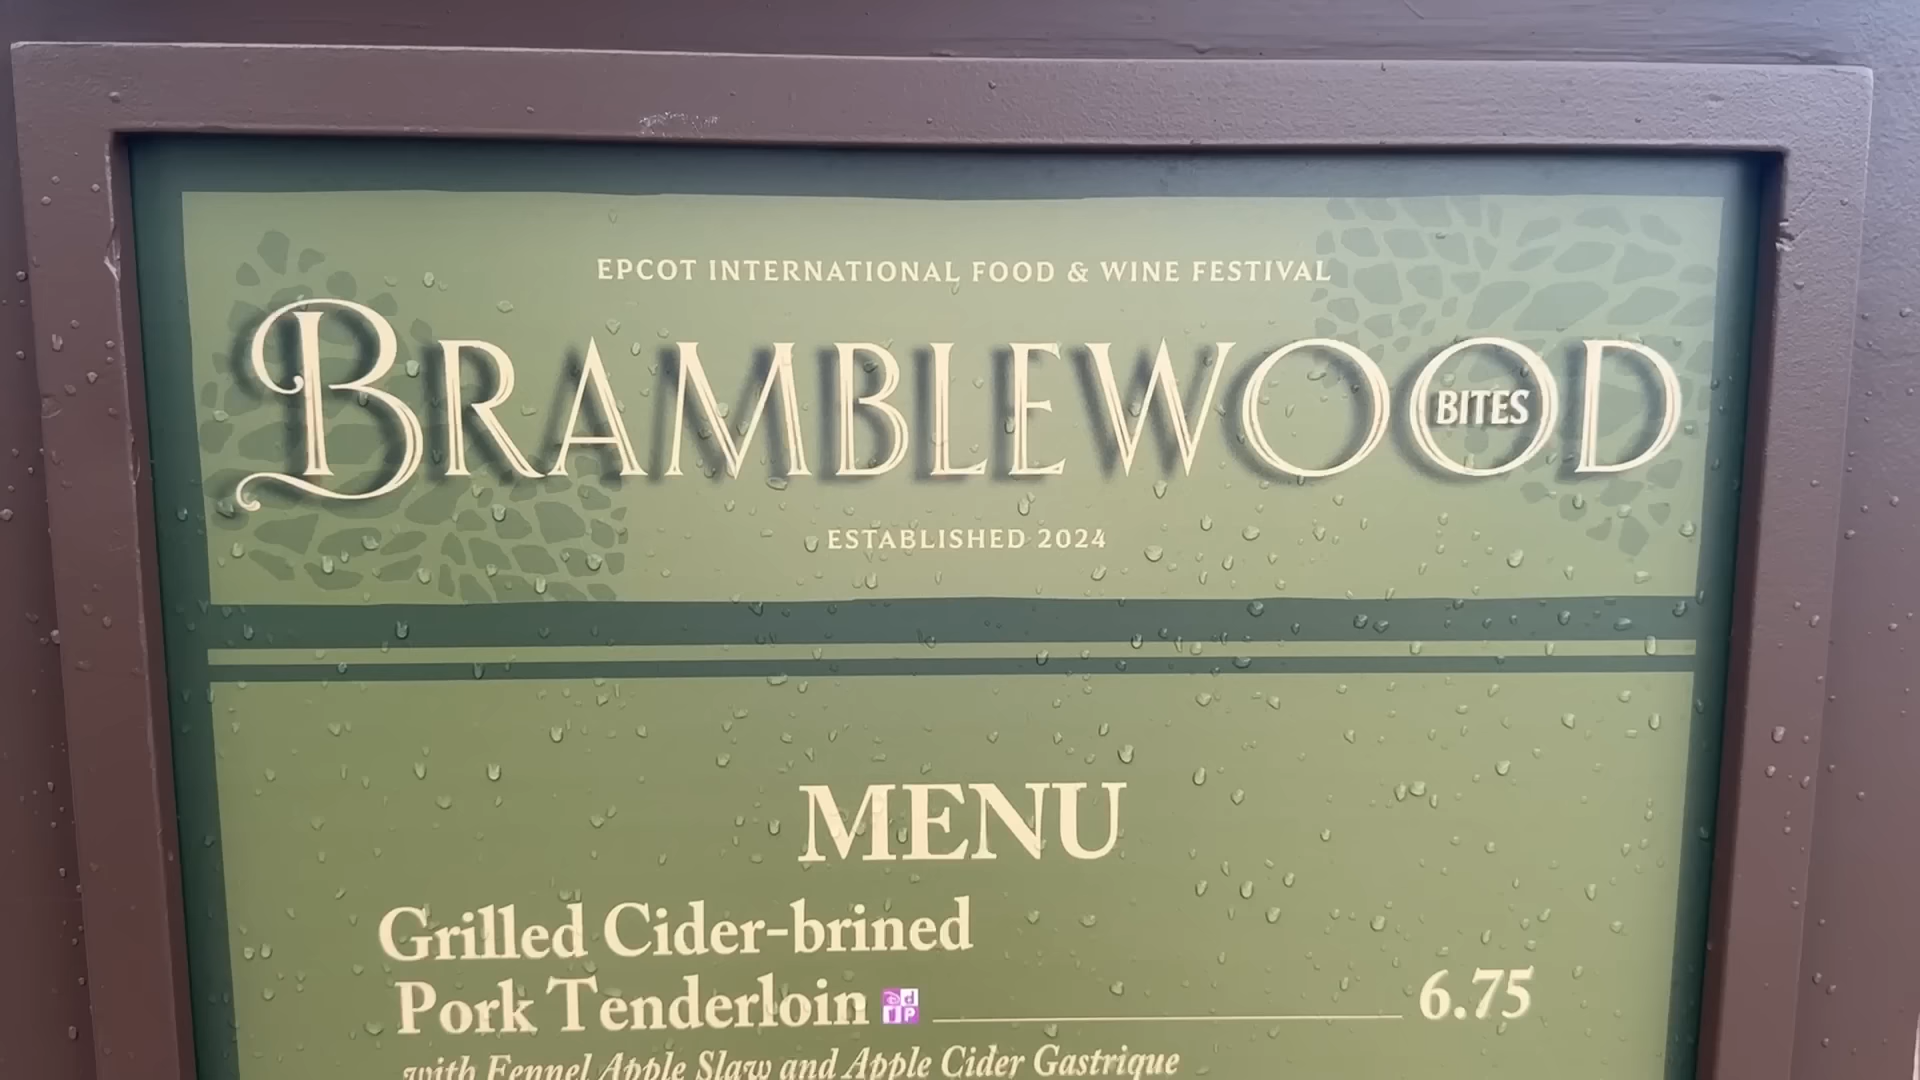 EPCOT INTERNATIONAL FOOD & WINE FESTIVAL
BRAMBLEWOOD
BITES
ESTABLISHED 2024
MENU
Grilled Cider-brined
Pork Tenderloin 6.75
with Fennel Apple Slaw and Apple Cider Gastrique